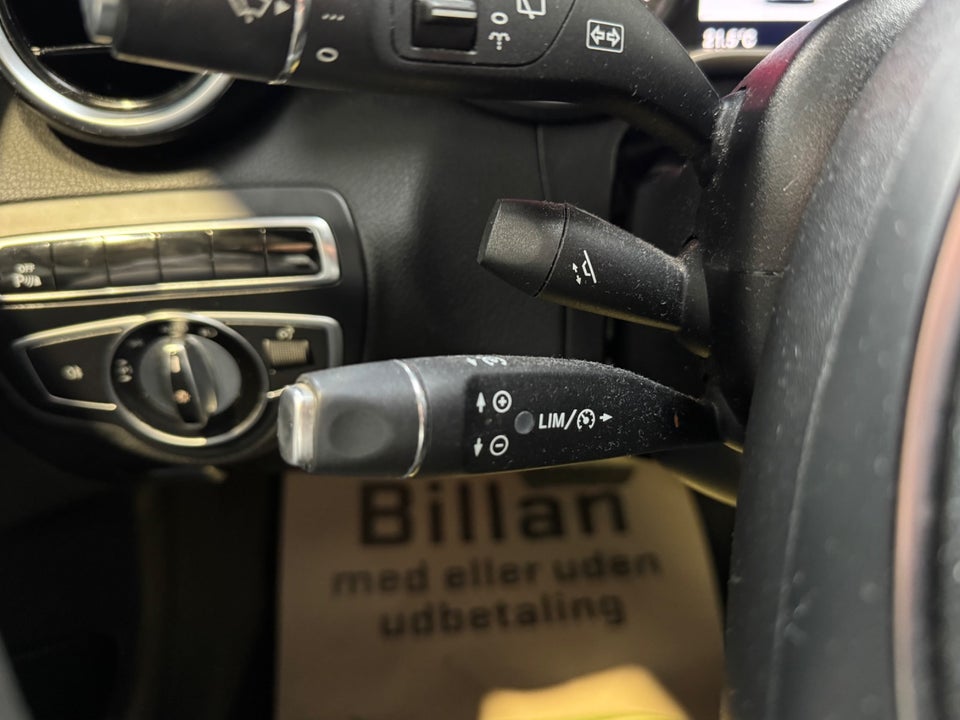 21.5°C
OFF
LIM/
Billån
med eller uden
udbetaling